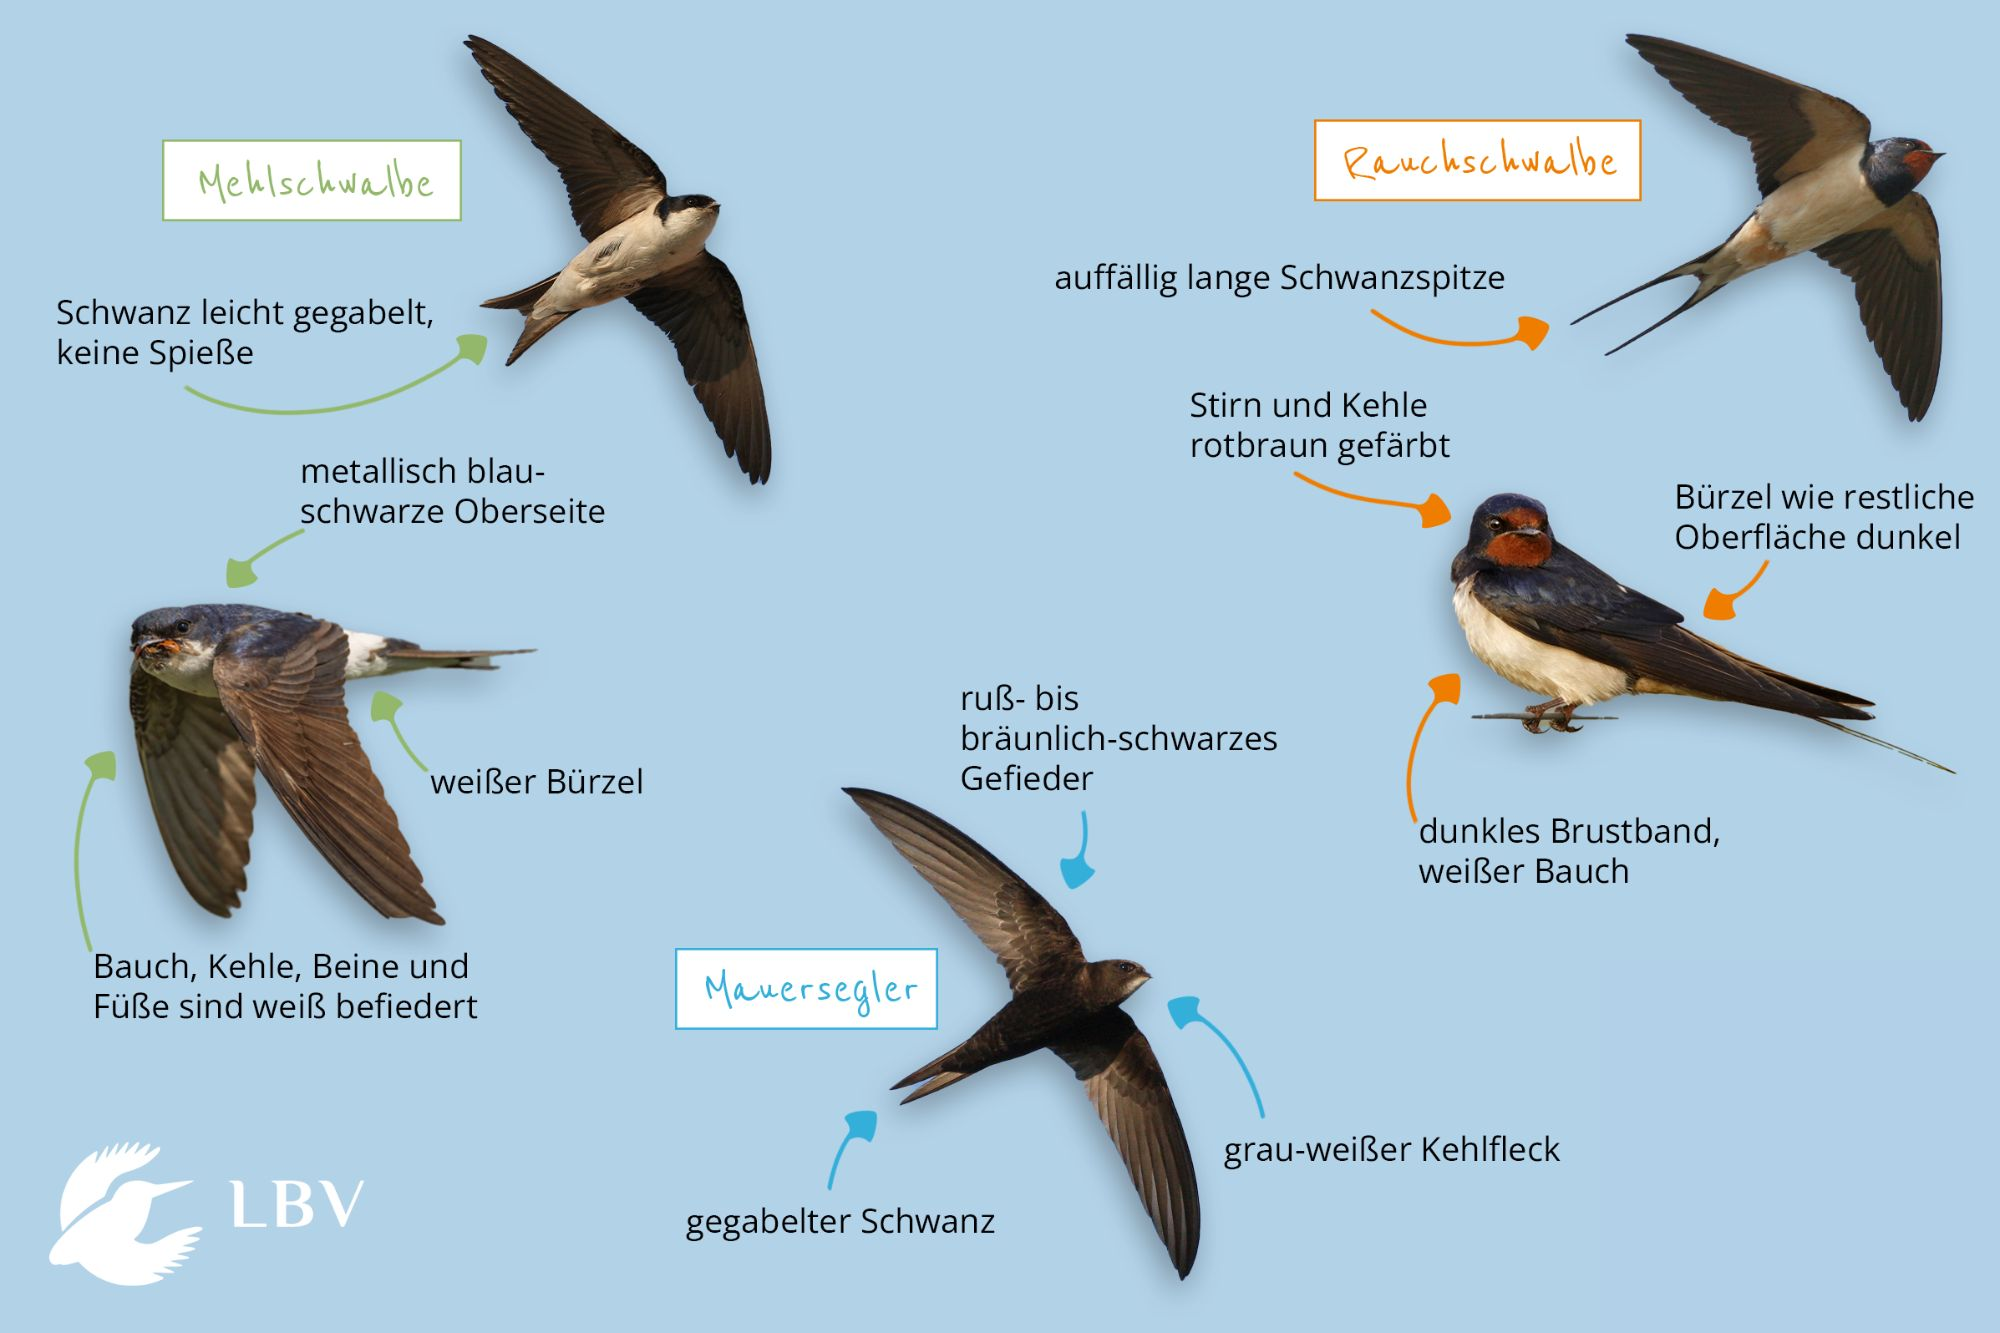 Mehlschwalbe
Schwanz leicht gegabelt,
keine Spieße
metallisch blau-
schwarze Oberseite
weißer Bürzel
Bauch, Kehle, Beine und
Füße sind weiß befiedert
Rauchschwalbe
auffällig lange Schwanzspitze
Stirn und Kehle
rotbraun gefärbt
Bürzel wie restliche
Oberfläche dunkel
dunkles Brustband,
weißer Bauch
ruß- bis
bräunlich-schwarzes
Gefieder
Mauersegler
grau-weißer Kehlfleck
gegabelter Schwanz
LBV